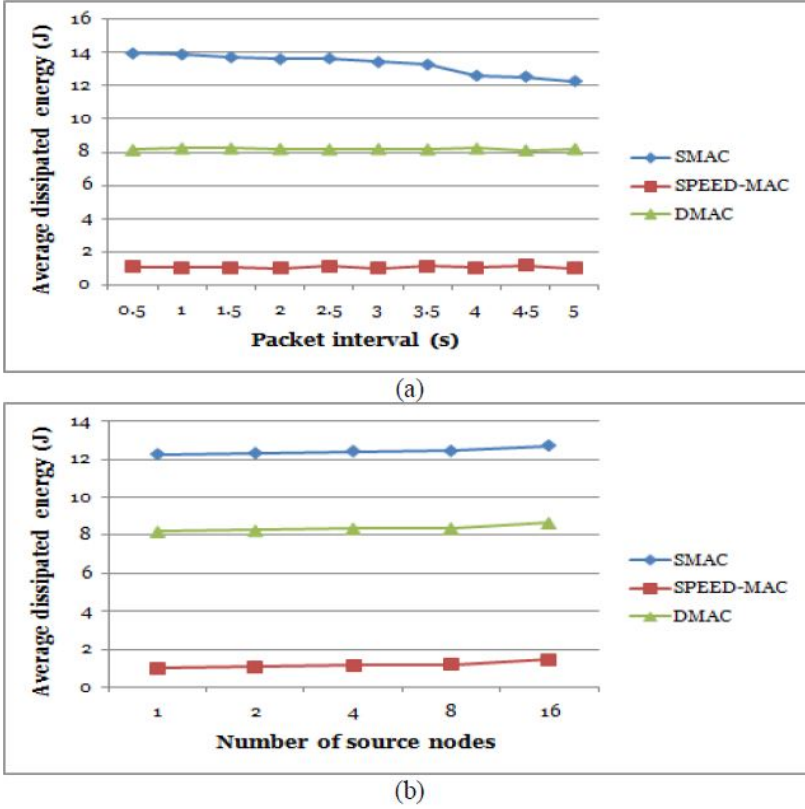 Average dissipated energy (J)
16
14
12
10
8
6
4
2
0
0.5 1 1.5 2 2.5 3 3.5 4 4.5 5
Packet interval (s)
SMAC
SPEED-MAC
DMAC
(a)
Average dissipated energy (J)
14
12
10
8
6
4
2
0
1 2 4 8 16
Number of source nodes
SMAC
SPEED-MAC
DMAC
(b)